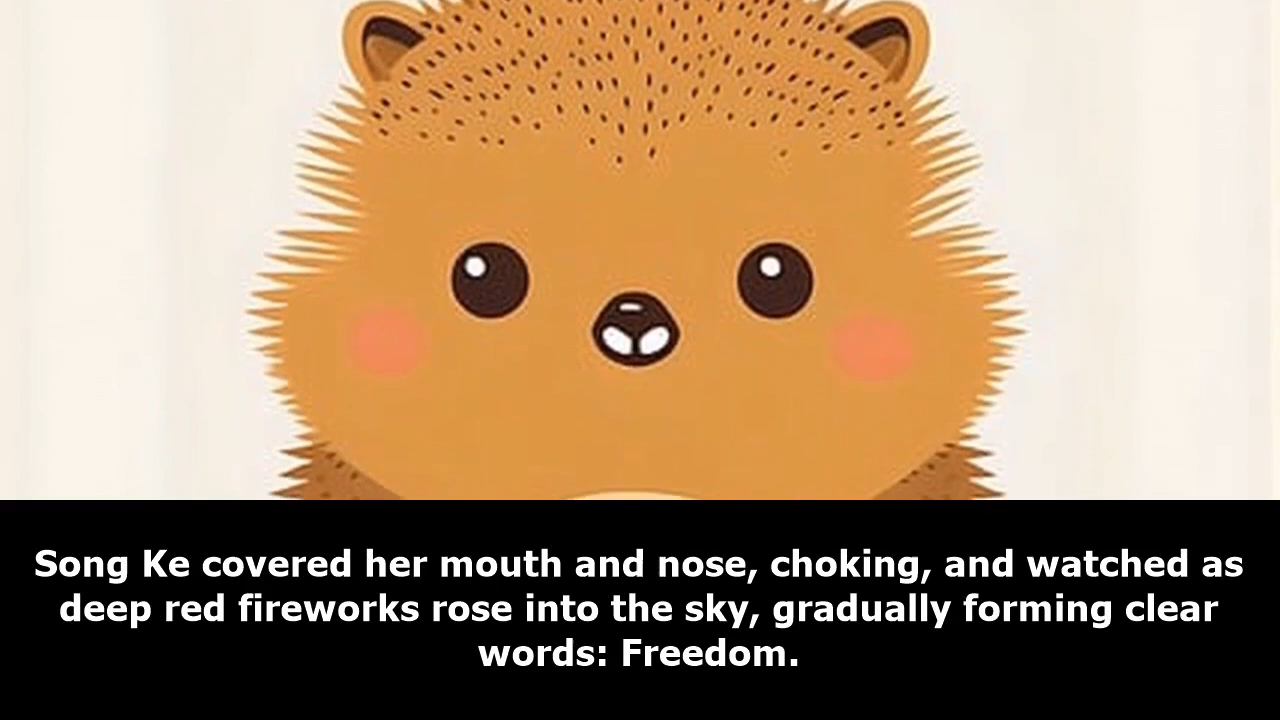 Song Ke covered her mouth and nose, choking, and watched as
deep red fireworks rose into the sky, gradually forming clear
words: Freedom.